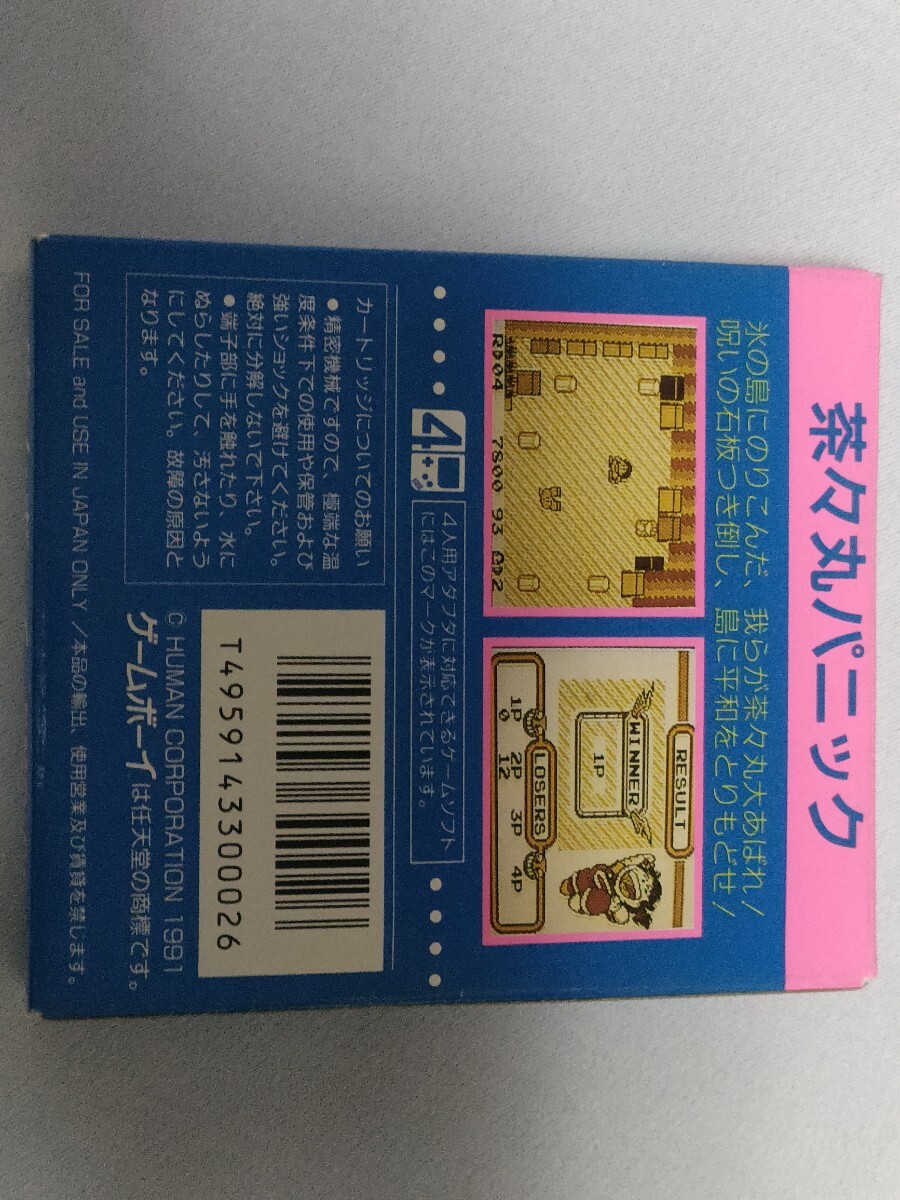 茶々丸パニック
氷の島にのりこんだ、我らが茶々丸大あばれ!
呪いの石板つき倒し、島に平和をとりもどせ!
RD04 7800 93
RESULT
WINNER
1P
LOSERS
1P 2P 3P 4P
0 12
4
4人用アダプタに対応できるゲームソフト
にはこのマークが表示されています。
カートリッジについてのお願い
●精密機械ですので、極端な温
度条件下での使用や保管および
強いショックを避けてください。
絶対に分解しないで下さい。
●端子部に手を触れたり、水に
ぬらしたりして、汚さないよう
にしてください。故障の原因と
なります。
T4959143300026
© HUMAN CORPORATION 1991
ゲームボーイは任天堂の商標です。
FOR SALE and USE IN JAPAN ONLY/本品の輸出、使用営業及び賃貸を禁じます。